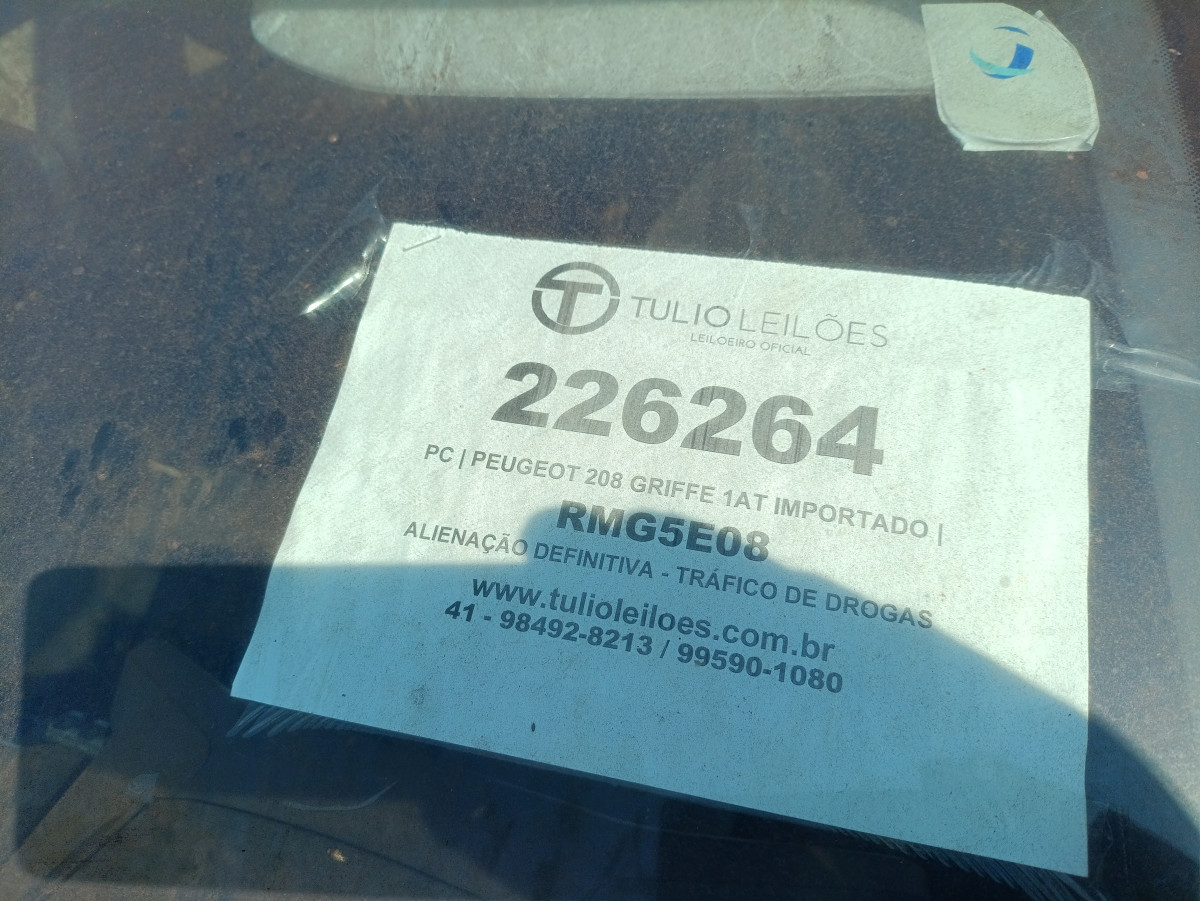 TULIO LEILÕES
LEILOEIRO OFICIAL
226264
PC | PEUGEOT 208 GRIFFE 1AT IMPORTADO |
RMG5E08
ALIENAÇÃO DEFINITIVA - TRÁFICO DE DROGAS
www.tulioleiloes.com.br
41 - 98492-8213 / 99590-1080